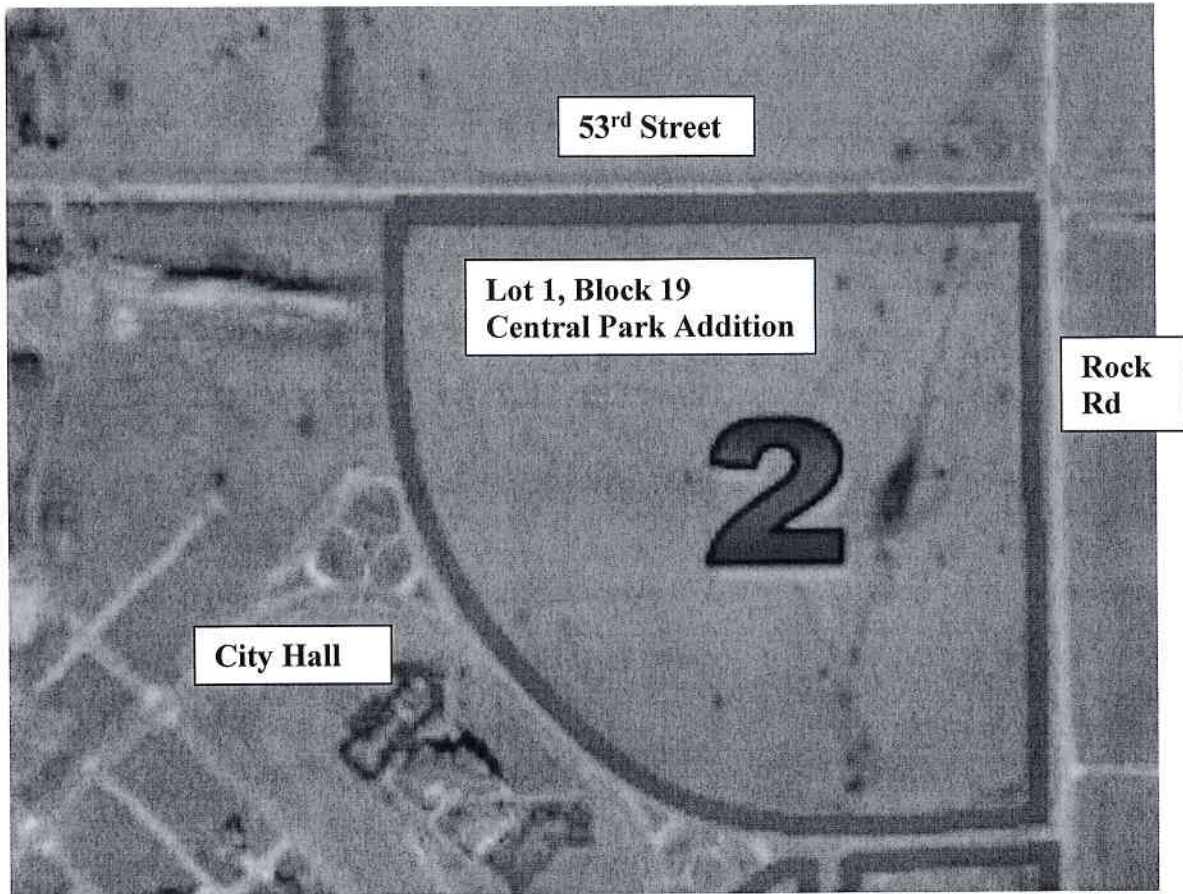 53rd Street
Lot 1, Block 19
Central Park Addition
Rock
Rd
2
City Hall